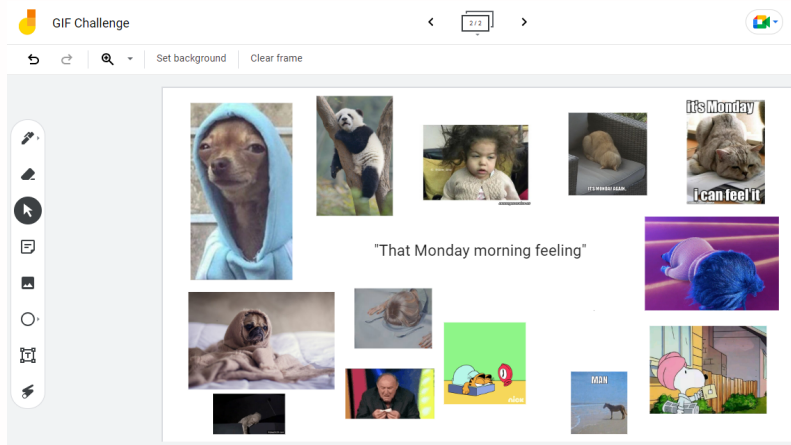 GIF Challenge
2 / 2
Set background
Clear frame
it's Monday
i can feel it
IT'S MONDAY AGAIN.
"That Monday morning feeling"
MAN
nick